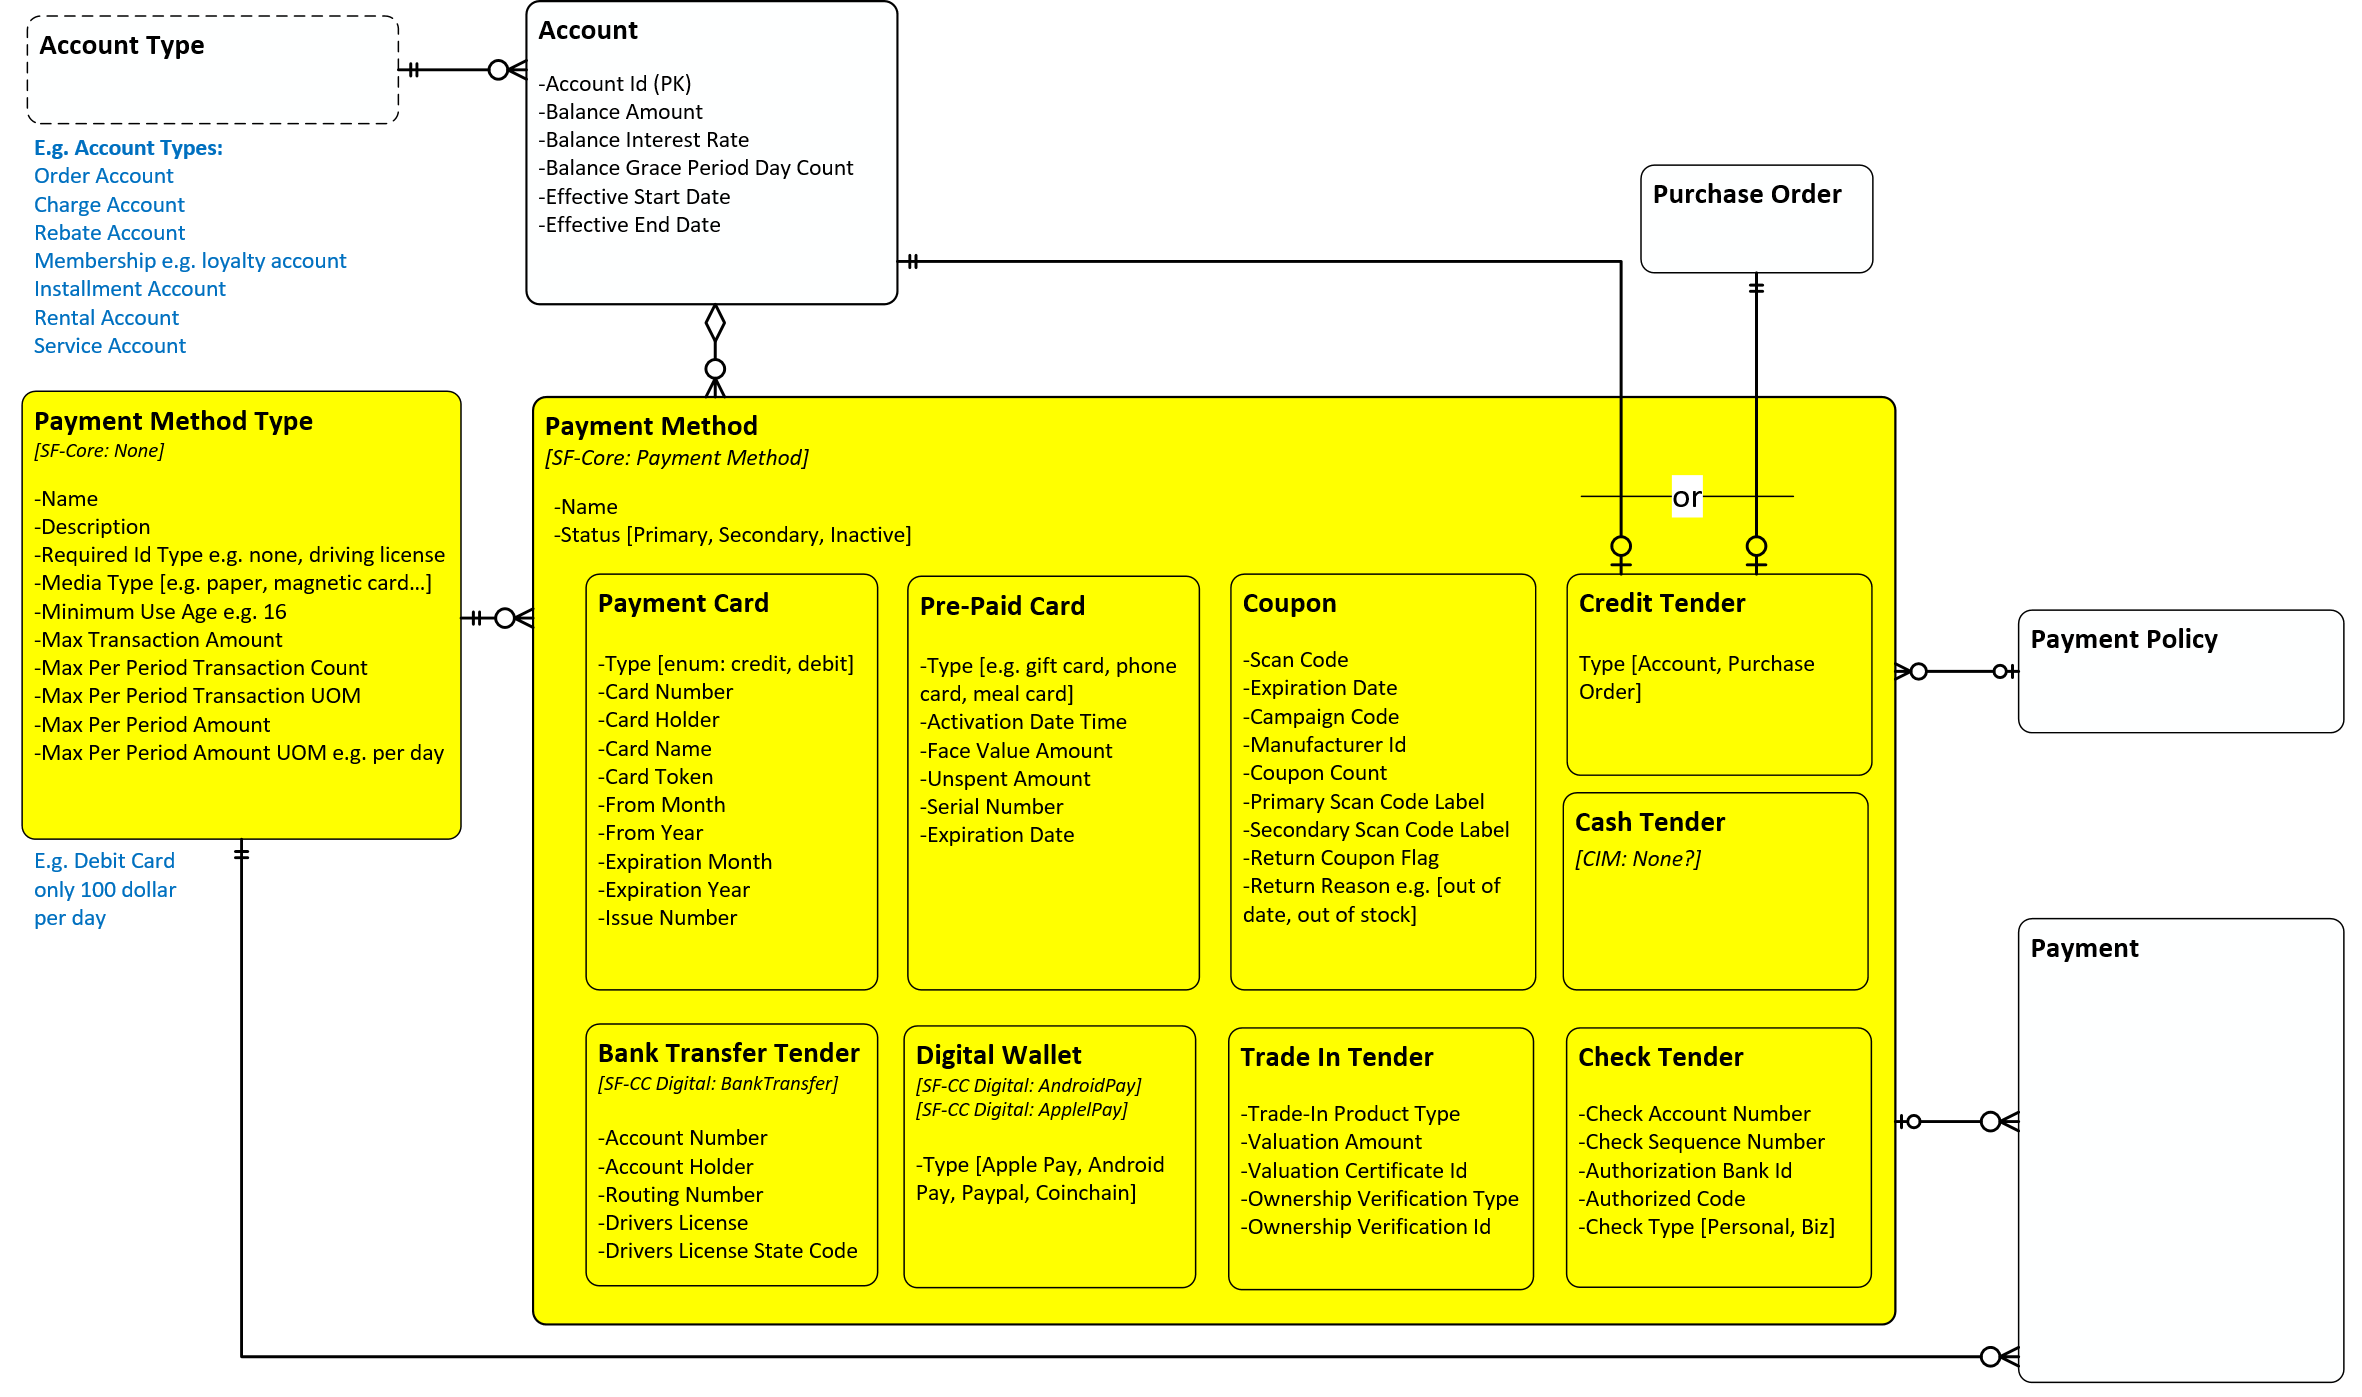 Account Type
E.g. Account Types:
Order Account
Charge Account
Rebate Account
Membership e.g. loyalty account
Installment Account
Rental Account
Service Account
Account
-Account Id (PK)
-Balance Amount
-Balance Interest Rate
-Balance Grace Period Day Count
-Effective Start Date
-Effective End Date
Purchase Order
Payment Method Type
[SF-Core: None]
-Name
-Description
-Required Id Type e.g. none, driving license
-Media Type [e.g. paper, magnetic card...]
-Minimum Use Age e.g. 16
-Max Transaction Amount
-Max Per Period Transaction Count
-Max Per Period Transaction UOM
-Max Per Period Amount
-Max Per Period Amount UOM e.g. per day
E.g. Debit Card
only 100 dollar
per day
Payment Method
[SF-Core: Payment Method]
-Name
-Status [Primary, Secondary, Inactive]
or
Payment Card
-Type [enum: credit, debit]
-Card Number
-Card Holder
-Card Name
-Card Token
-From Month
-From Year
-Expiration Month
-Expiration Year
-Issue Number
Pre-Paid Card
-Type [e.g. gift card, phone
card, meal card]
-Activation Date Time
-Face Value Amount
-Unspent Amount
-Serial Number
-Expiration Date
Coupon
-Scan Code
-Expiration Date
-Campaign Code
-Manufacturer Id
-Coupon Count
-Primary Scan Code Label
-Secondary Scan Code Label
-Return Coupon Flag
-Return Reason e.g. [out of
date, out of stock]
Credit Tender
Type [Account, Purchase
Order]
Cash Tender
[CIM: None?]
Bank Transfer Tender
[SF-CC Digital: BankTransfer]
-Account Number
-Account Holder
-Routing Number
-Drivers License
-Drivers License State Code
Digital Wallet
[SF-CC Digital: AndroidPay]
[SF-CC Digital: ApplelPay]
-Type [Apple Pay, Android
Pay, Paypal, Coinchain]
Trade In Tender
-Trade-In Product Type
-Valuation Amount
-Valuation Certificate Id
-Ownership Verification Type
-Ownership Verification Id
Check Tender
-Check Account Number
-Check Sequence Number
-Authorization Bank Id
-Authorized Code
-Check Type [Personal, Biz]
Payment Policy
Payment